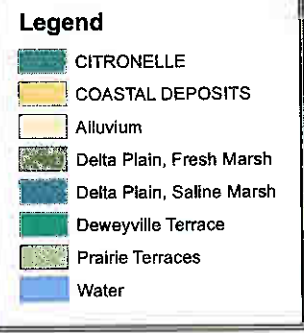 Legend
CITRONELLE
COASTAL DEPOSITS
Alluvium
Delta Plain, Fresh Marsh
Delta Plain, Saline Marsh
Deweyville Terrace
Prairie Terraces
Water